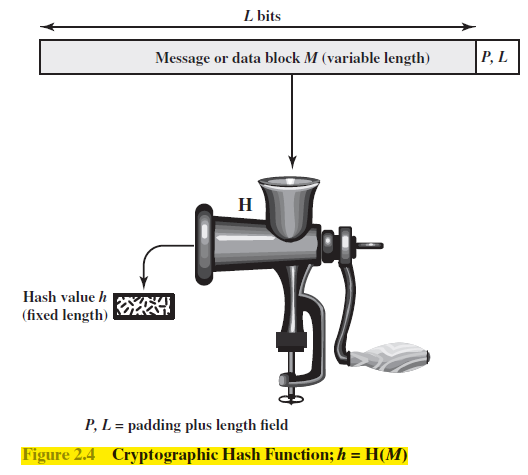 L bits
Message or data block M (variable length) P, L
H
Hash value h
(fixed length)
P, L = padding plus length field
Figure 2.4 Cryptographic Hash Function; h = H(M)